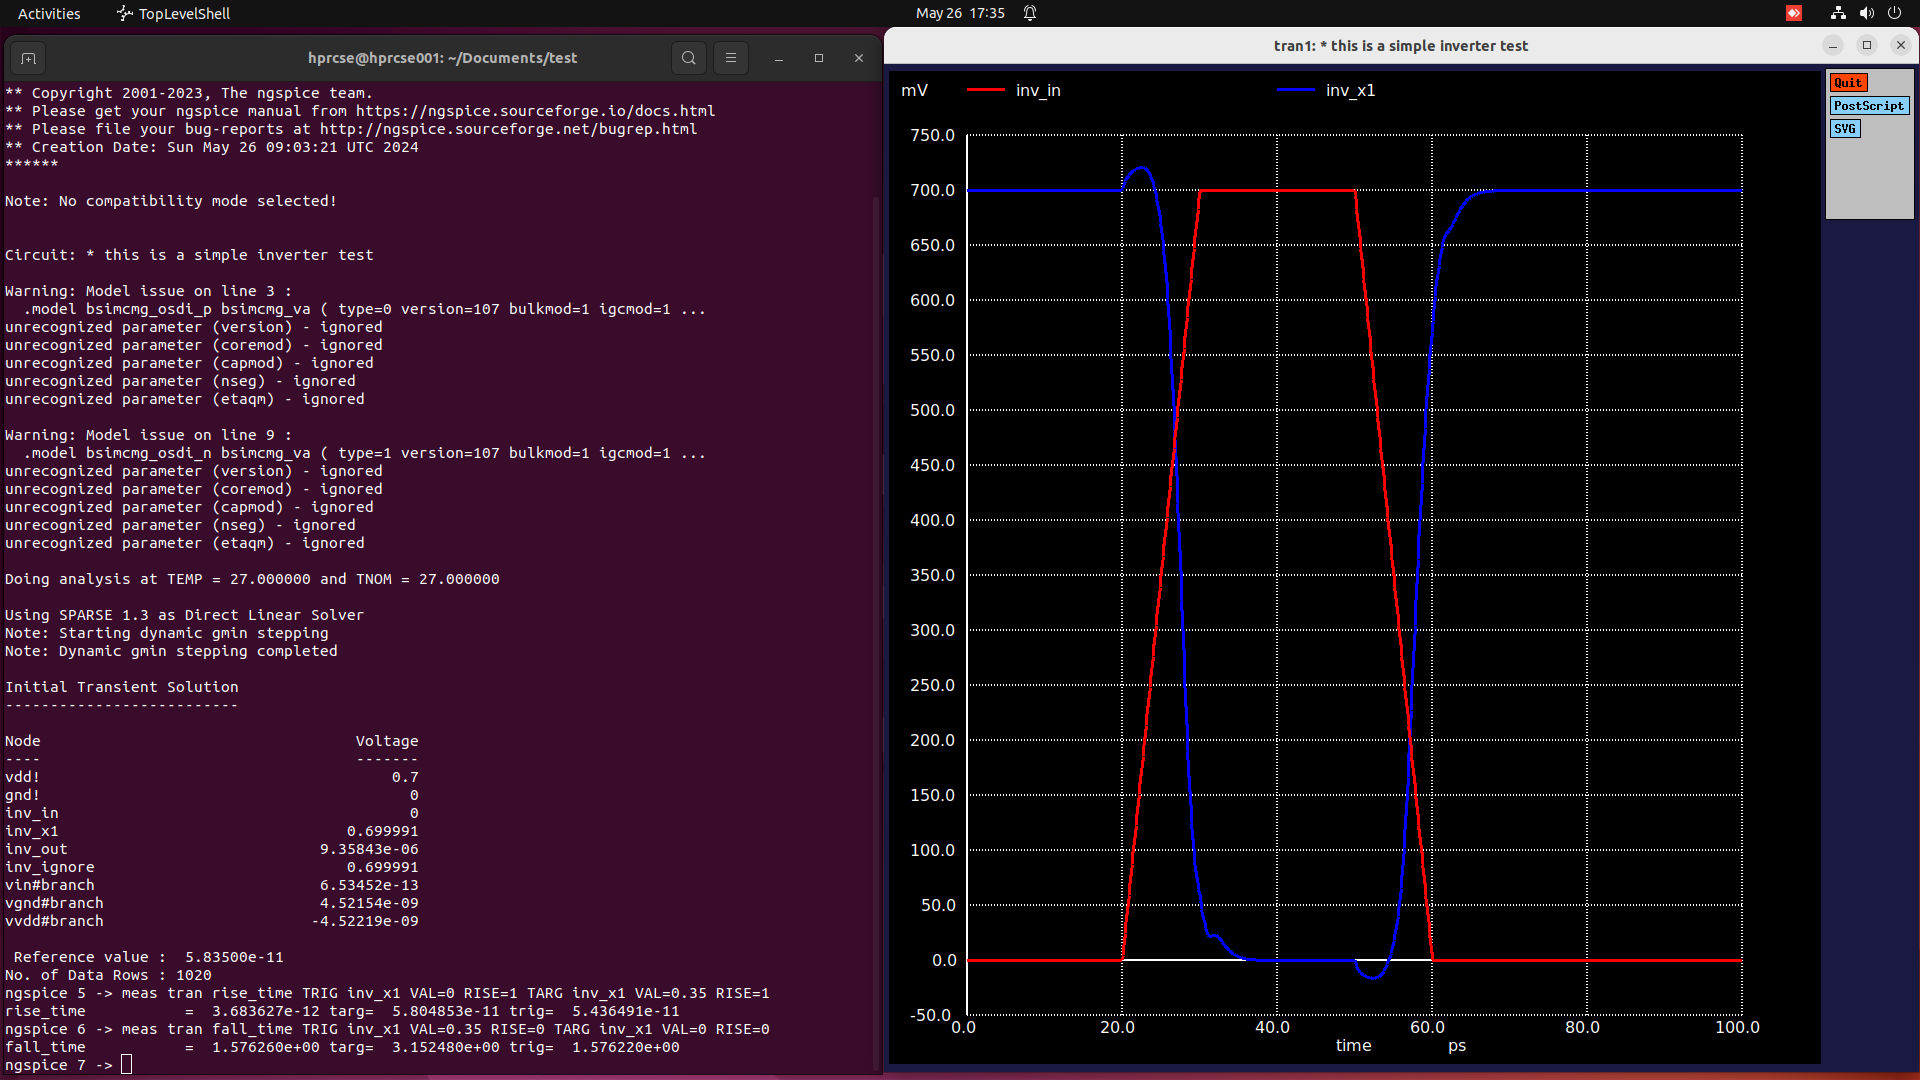 Activities
TopLevelShell
May 26 17:35
hprcse@hprcse001: ~/Documents/test
** Copyright 2001-2023, The ngspice team.
** Please get your ngspice manual from https://ngspice.sourceforge.io/docs.html
** Please file your bug-reports at http://ngspice.sourceforge.net/bugrep.html
** Creation Date: Sun May 26 09:03:21 UTC 2024
******
Note: No compatibility mode selected!
Circuit: * this is a simple inverter test
Warning: Model issue on line 3 :
.model bsimcmg_osdi_p bsimcmg_va ( type=0 version=107 bulkmod=1 igcmod=1 ...
unrecognized parameter (version) - ignored
unrecognized parameter (coremod) - ignored
unrecognized parameter (capmod) - ignored
unrecognized parameter (nseg) - ignored
unrecognized parameter (etaqm) - ignored
Warning: Model issue on line 9 :
.model bsimcmg_osdi_n bsimcmg_va ( type=1 version=107 bulkmod=1 igcmod=1 ...
unrecognized parameter (version) - ignored
unrecognized parameter (coremod) - ignored
unrecognized parameter (capmod) - ignored
unrecognized parameter (nseg) - ignored
unrecognized parameter (etaqm) - ignored
Doing analysis at TEMP = 27.000000 and TNOM = 27.000000
Using SPARSE 1.3 as Direct Linear Solver
Note: Starting dynamic gmin stepping
Note: Dynamic gmin stepping completed
Initial Transient Solution
--------------------------
Node Voltage
---- -------
vdd! 0.7
gnd! 0
inv_in 0
inv_x1 0.699991
inv_out 9.35843e-06
inv_ignore 0.699991
vin#branch 6.53452e-13
vgnd#branch 4.52154e-09
vvdd#branch -4.52219e-09
Reference value : 5.83500e-11
No. of Data Rows : 1020
ngspice 5 -> meas tran rise_time TRIG inv_x1 VAL=0 RISE=1 TARG inv_x1 VAL=0.35 RISE=1
rise_time = 3.683627e-12 targ= 5.804853e-11 trig= 5.436491e-11
ngspice 6 -> meas tran fall_time TRIG inv_x1 VAL=0.35 RISE=0 TARG inv_x1 VAL=0 RISE=0
fall_time = 1.576260e+00 targ= 3.152480e+00 trig= 1.576220e+00
ngspice 7 ->
tran1: * this is a simple inverter test
Quit
PostScript
SVG
mV
inv_in
inv_x1
750.0
700.0
650.0
600.0
550.0
500.0
450.0
400.0
350.0
300.0
250.0
200.0
150.0
100.0
50.0
0.0
-50.0
0.0 20.0 40.0 60.0 80.0 100.0
time ps